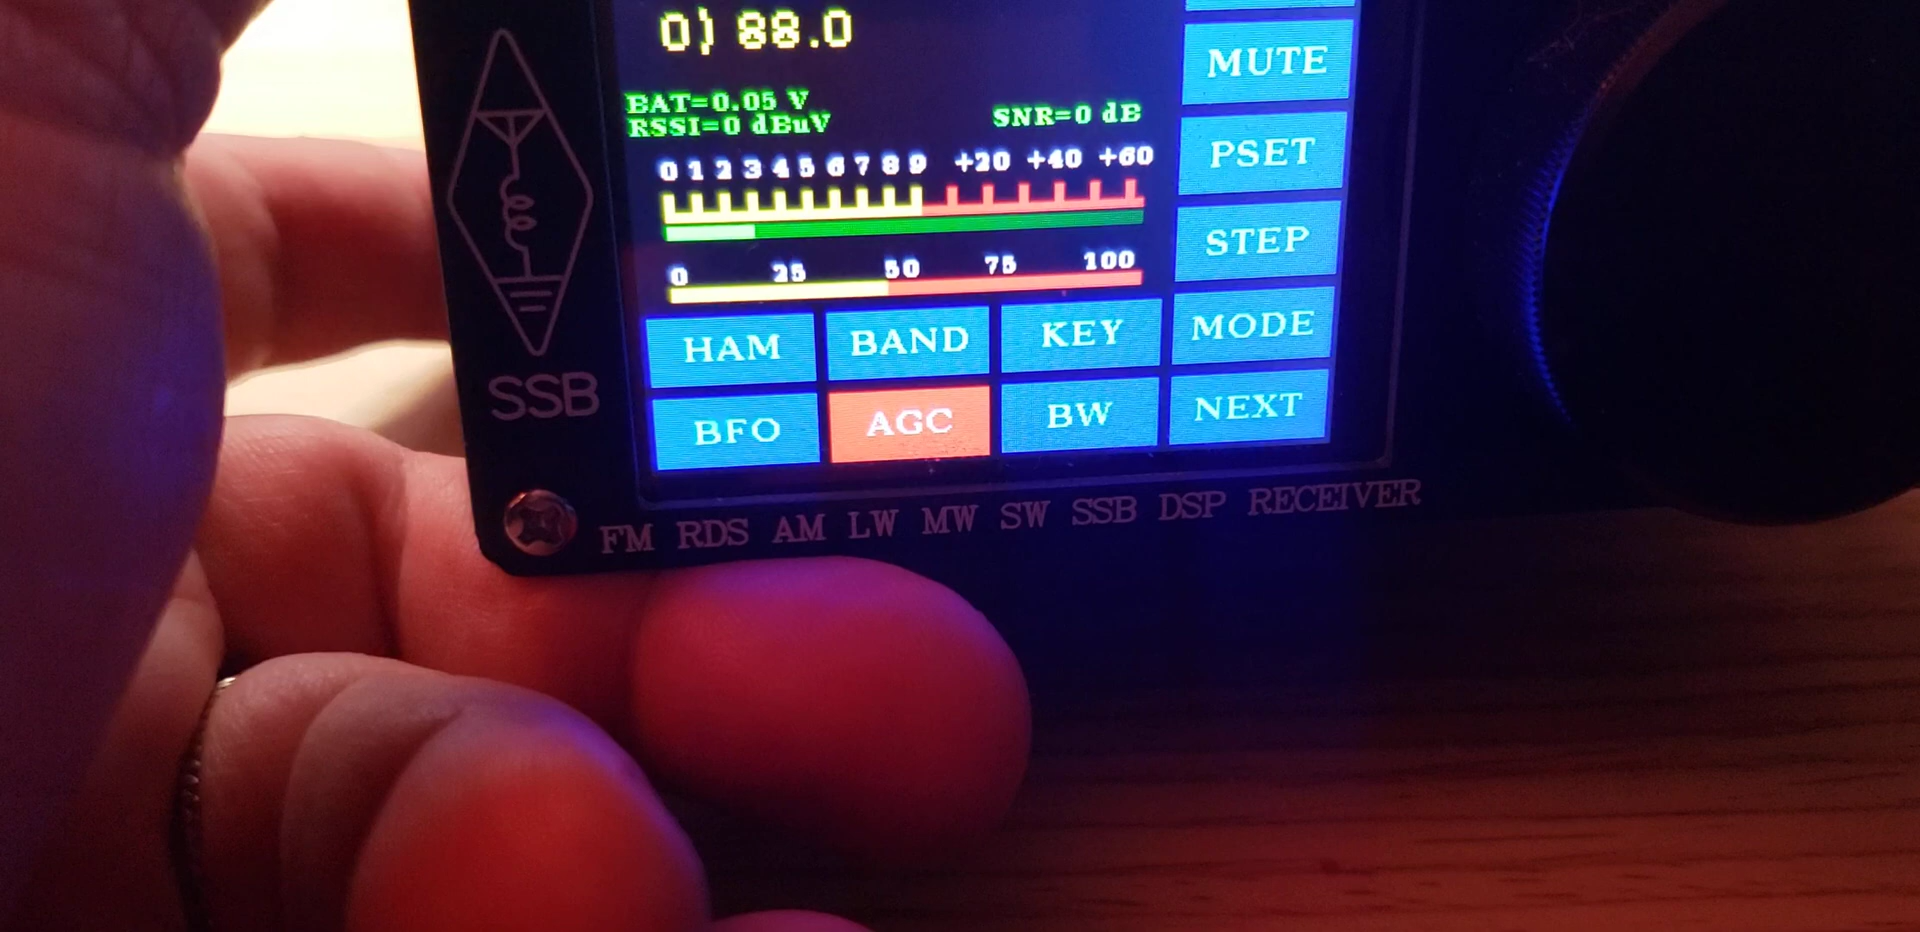 0) 88.0
MUTE
BAT=0.05 V
RSSI=0 dBuV
SNR=0 dB
PSET
0 1 2 3 4 5 6 7 8 9 +20 +40 +60
STEP
0 25 50 75 100
HAM BAND KEY MODE
BFO AGC BW NEXT
SSB
FM RDS AM LW MW SW SSB DSP RECEIVER